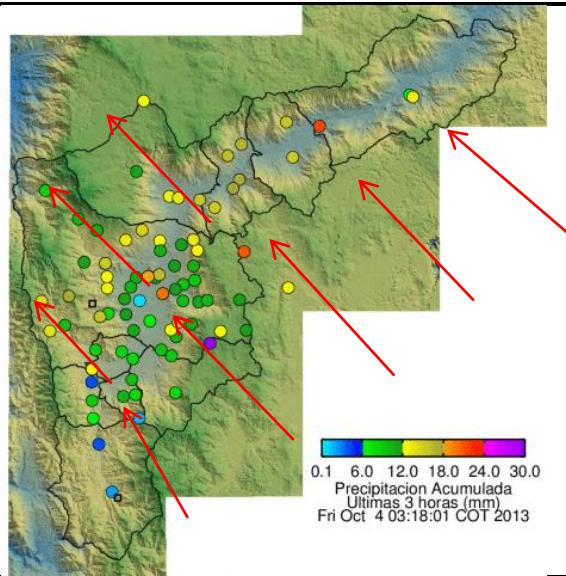 0.1 6.0 12.0 18.0 24.0 30.0
Precipitacion Acumulada
Ultimas 3 horas (mm)
Fri Oct 4 03:18:01 COT 2013